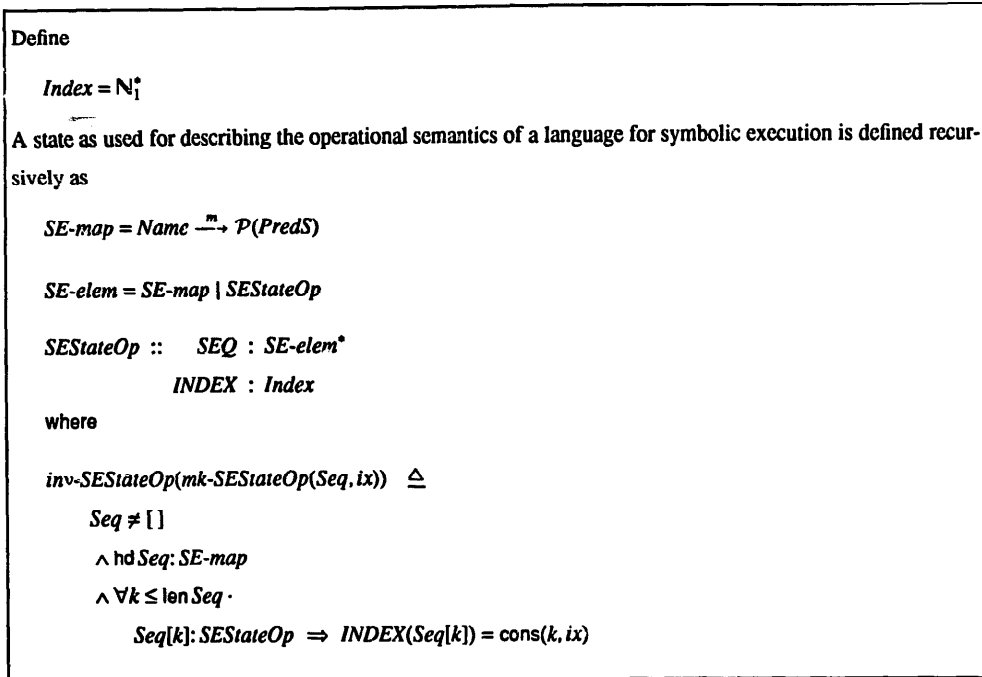 Define
Index = ℕ₁*
A state as used for describing the operational semantics of a language for symbolic execution is defined recur-
sively as
SE-map = Name —m→ 𝒫(PredS)
SE-elem = SE-map | SEStateOp
SEStateOp :: SEQ : SE-elem*
INDEX : Index
where
inv-SEStateOp(mk-SEStateOp(Seq, ix)) ≙
Seq ≠ [ ]
∧ hd Seq: SE-map
∧ ∀k ≤ len Seq ·
Seq[k]: SEStateOp ⇒ INDEX(Seq[k]) = cons(k, ix)